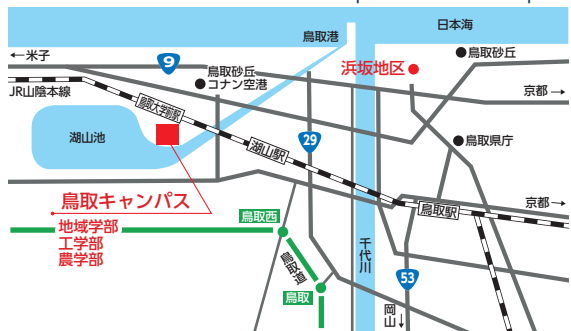 鳥取港
日本海
←米子
9
鳥取砂丘
コナン空港
浜坂地区
鳥取砂丘
JR山陰本線
鳥取大学前駅
京都→
湖山池
湖山駅
29
鳥取県庁
鳥取キャンパス
地域学部
工学部
農学部
鳥取西
鳥取駅
京都→
鳥取道
千代川
鳥取
53
岡山→